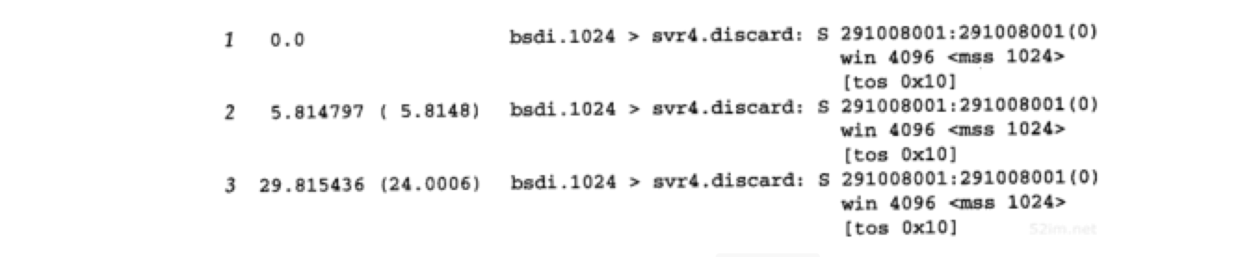 1 0.0 bsdi.1024 > svr4.discard: S 291008001:291008001(0)
win 4096 <mss 1024>
[tos 0x10]
2 5.814797 ( 5.8148) bsdi.1024 > svr4.discard: S 291008001:291008001(0)
win 4096 <mss 1024>
[tos 0x10]
3 29.815436 (24.0006) bsdi.1024 > svr4.discard: S 291008001:291008001(0)
win 4096 <mss 1024>
[tos 0x10]
52im.net